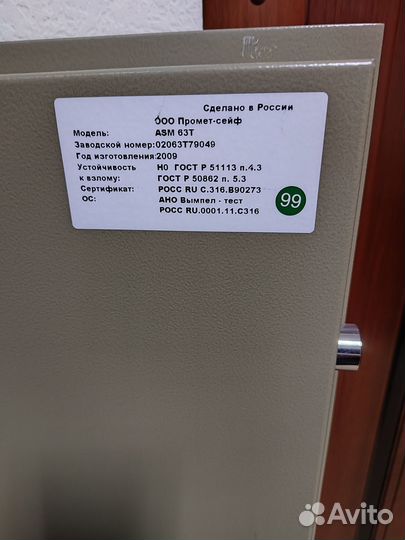 Сделано в России
ООО Промет-сейф
Модель: ASM 63T
Заводской номер:02063Т79049
Год изготовления:2009
Устойчивость Н0 ГОСТ Р 51113 п.4.3
к взлому: ГОСТ Р 50862 п. 5.3
Сертификат: РОСС RU С.316.В90273
ОС: АНО Вымпел - тест
РОСС RU.0001.11.С316
99
Avito